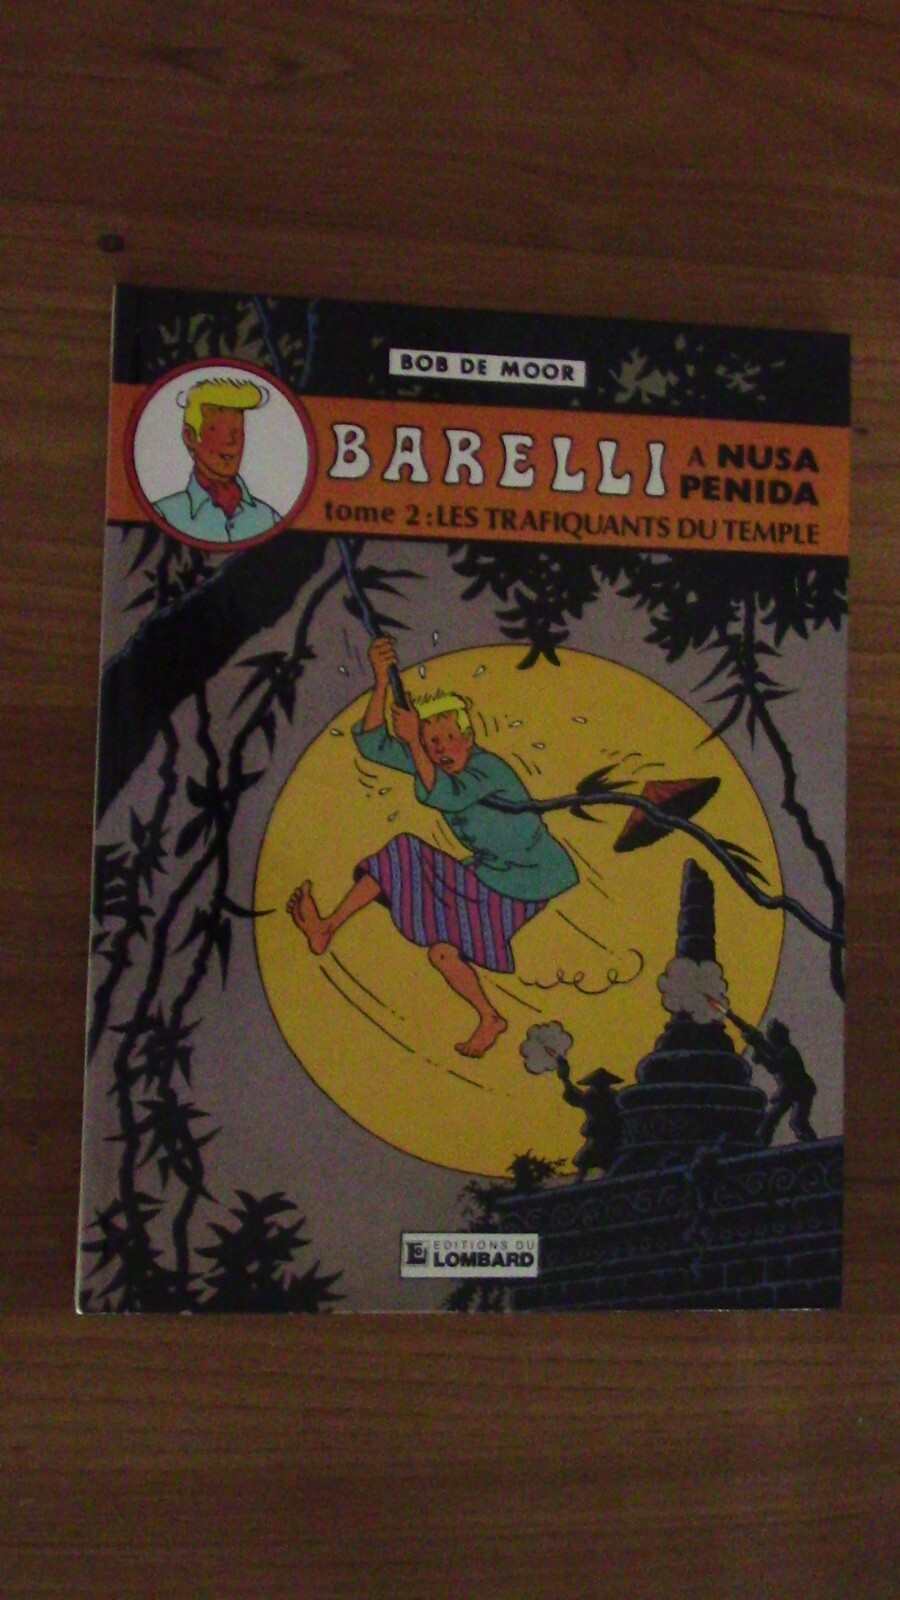 BOB DE MOOR
BARELLI
A NUSA
PENIDA
tome 2 : LES TRAFIQUANTS DU TEMPLE
EDITIONS DU
LOMBARD